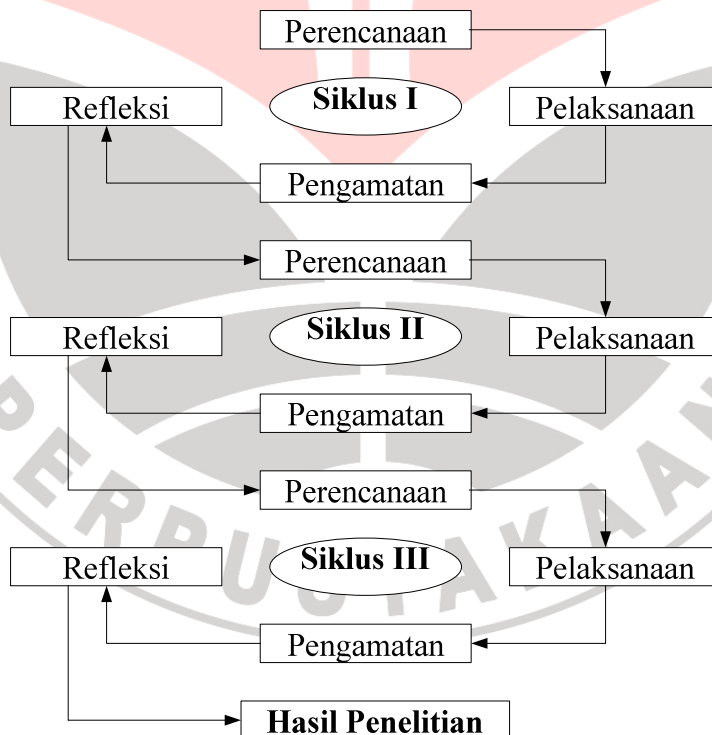 Perencanaan
Refleksi
Siklus I
Pelaksanaan
Pengamatan
Perencanaan
Refleksi
Siklus II
Pelaksanaan
Pengamatan
Perencanaan
Refleksi
Siklus III
Pelaksanaan
Pengamatan
Hasil Penelitian
PERPUSTAKAAN